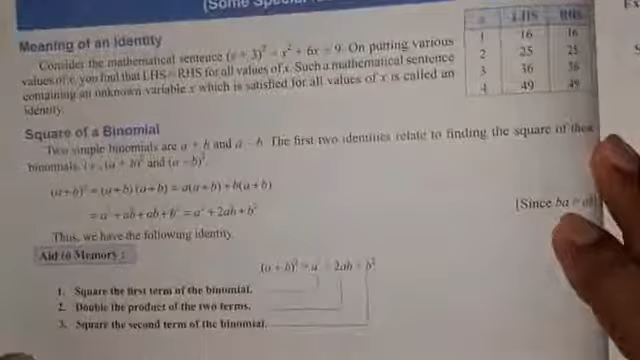 (Some Special
Meaning of an Identity
Consider the mathematical sentence (x + 3)² = x² + 6x + 9. On putting various
values of x, you find that LHS = RHS for all values of x. Such a mathematical sentence
containing an unknown variable x which is satisfied for all values of x is called an
identity.
x LHS RHS
1 16 16
2 25 25
3 36 36
4 49 49
Square of a Binomial
Two simple binomials are a + b and a − b. The first two identities relate to finding the square of these
binomials, i.e., (a + b)² and (a − b)².
(a+b)² = (a+b) (a+b) = a(a+b) + b(a+b)
= a² + ab + ab + b² = a² + 2ab + b²
[Since ba = ab]
Thus, we have the following identity.
Aid to Memory :
(a + b)² = a² + 2ab + b²
1. Square the first term of the binomial.
2. Double the product of the two terms.
3. Square the second term of the binomial.